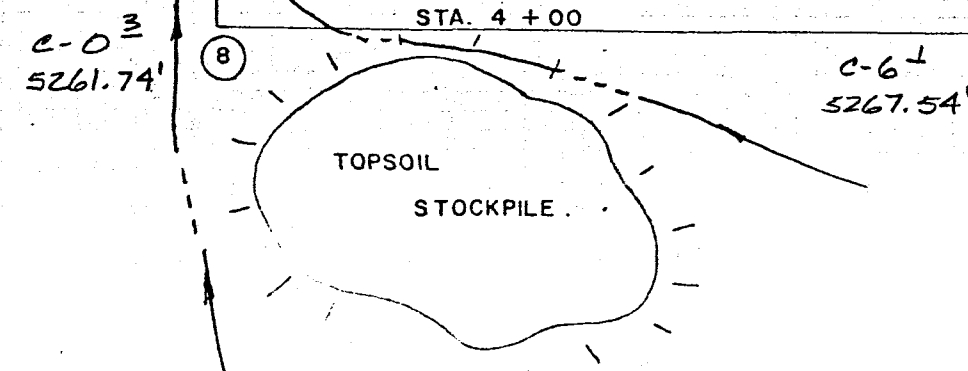 STA. 4 + 00
C-0 3
5261.74'
8
C-6 1
5267.54'
TOPSOIL
STOCKPILE.